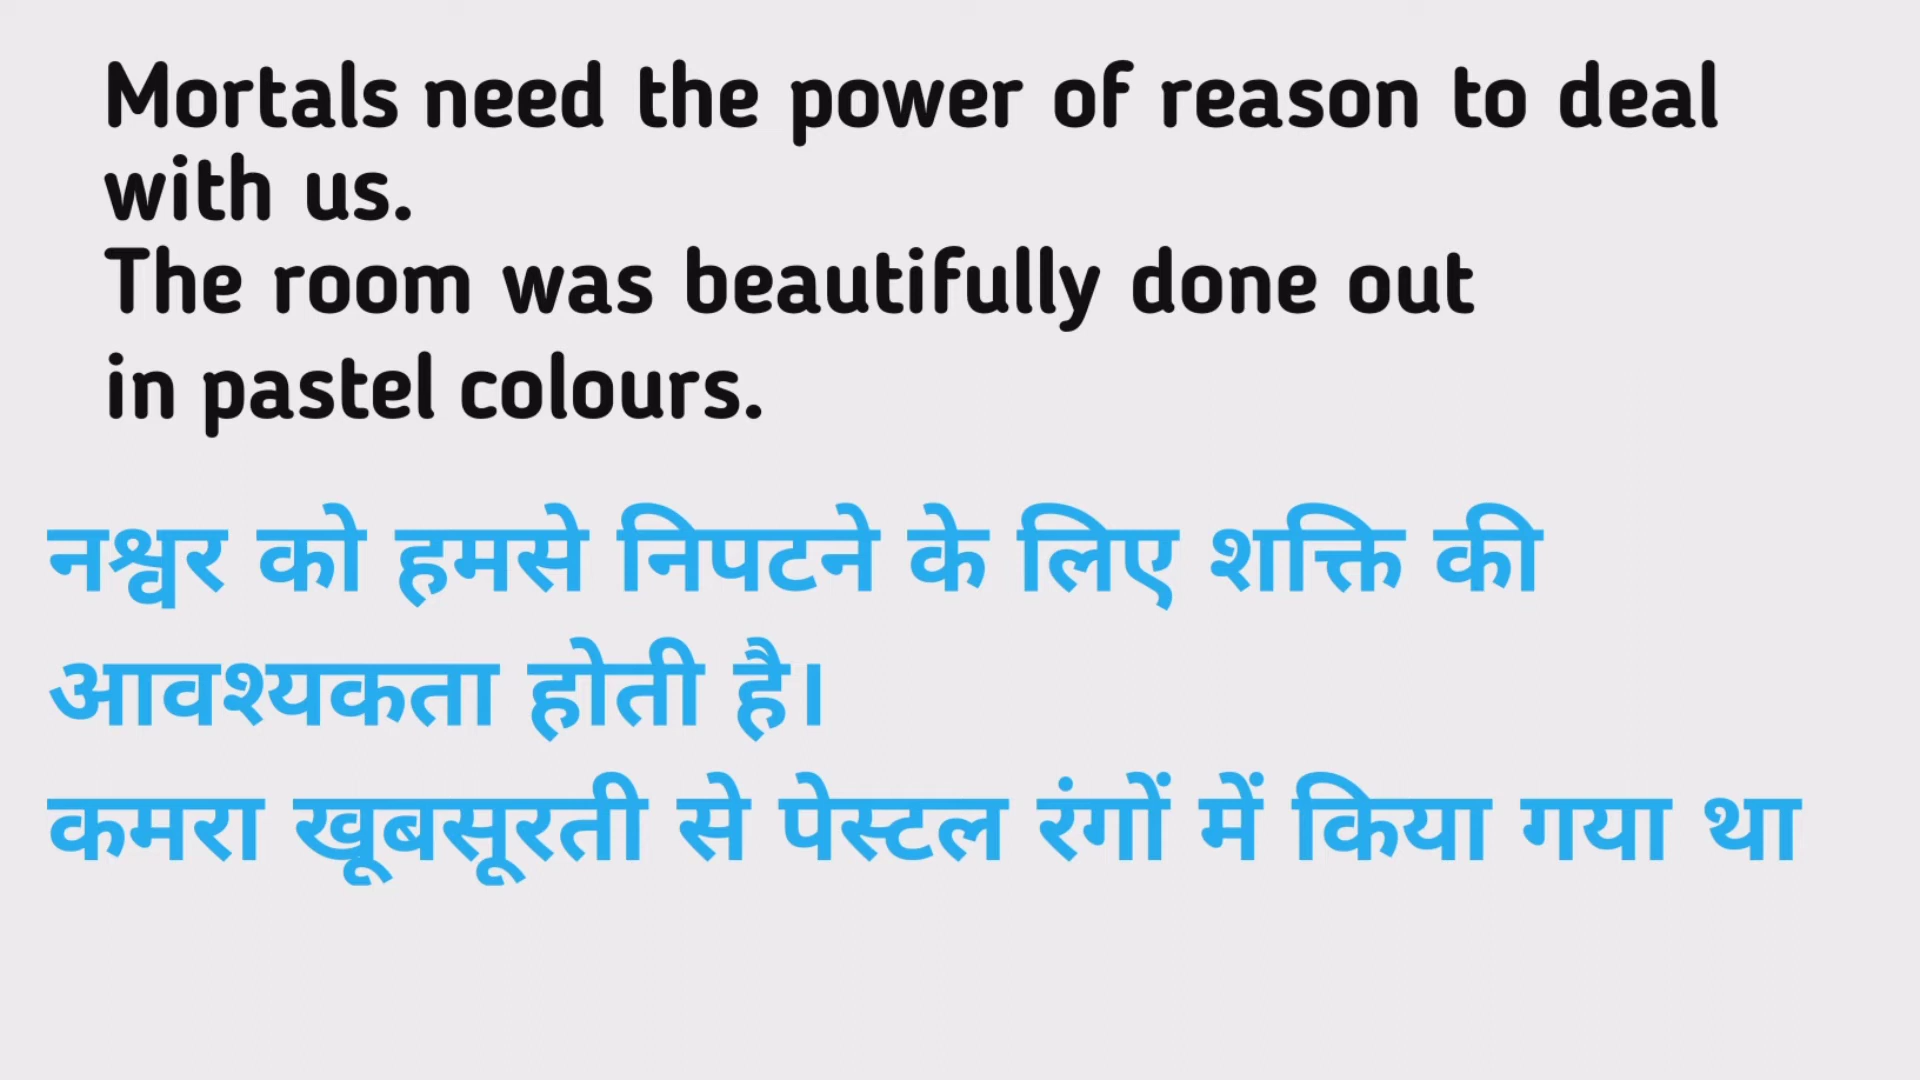 Mortals need the power of reason to deal
with us.
The room was beautifully done out
in pastel colours.
नश्वर को हमसे निपटने के लिए शक्ति की
आवश्यकता होती है।
कमरा खूबसूरती से पेस्टल रंगों में किया गया था